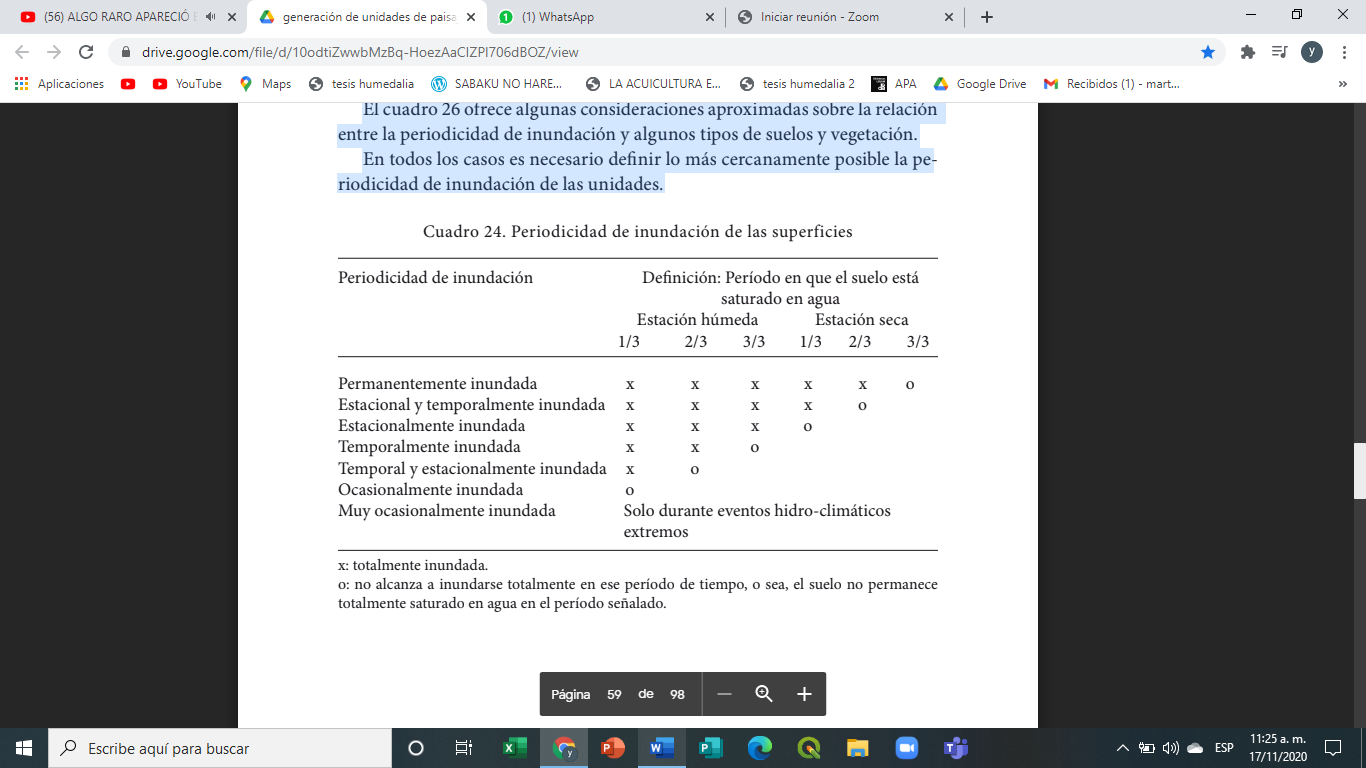 (56) ALGO RARO APARECIÓ E
generación de unidades de paisa
(1) WhatsApp
Iniciar reunión - Zoom
drive.google.com/file/d/10odtiZwwbMzBq-HoezAaCIZPI706dBOZ/view
y
Aplicaciones
YouTube
Maps
tesis humedalia
SABAKU NO HARE...
LA ACUICULTURA E...
tesis humedalia 2
APA
Google Drive
Recibidos (1) - mart...
»
El cuadro 26 ofrece algunas consideraciones aproximadas sobre la relación
entre la periodicidad de inundación y algunos tipos de suelos y vegetación.
En todos los casos es necesario definir lo más cercanamente posible la pe-
riodicidad de inundación de las unidades.
Cuadro 24. Periodicidad de inundación de las superficies
Periodicidad de inundación Definición: Período en que el suelo está
saturado en agua
Estación húmeda Estación seca
1/3 2/3 3/3 1/3 2/3 3/3
Permanentemente inundada x x x x x o
Estacional y temporalmente inundada x x x x o
Estacionalmente inundada x x x o
Temporalmente inundada x x o
Temporal y estacionalmente inundada x o
Ocasionalmente inundada o
Muy ocasionalmente inundada Solo durante eventos hidro-climáticos
extremos
x: totalmente inundada.
o: no alcanza a inundarse totalmente en ese período de tiempo, o sea, el suelo no permanece
totalmente saturado en agua en el período señalado.
Página 59 de 98
Escribe aquí para buscar
ESP
11:25 a. m.
17/11/2020